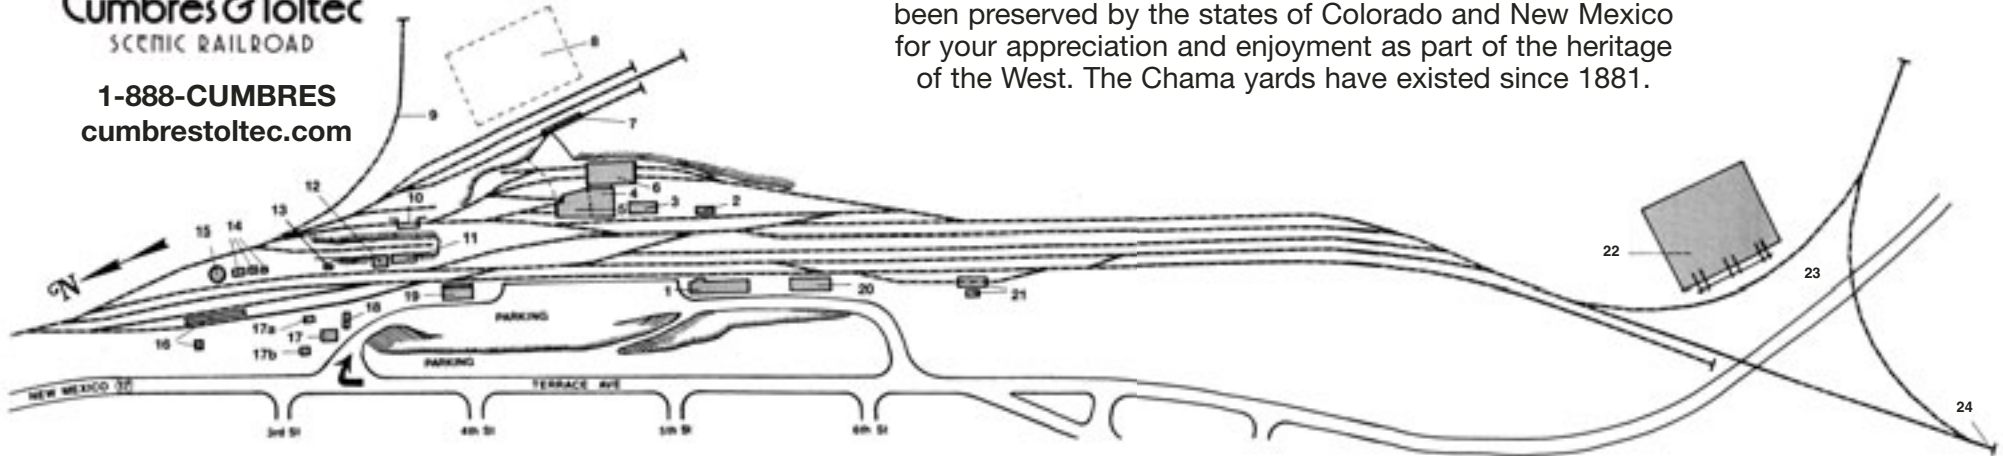 Cumbres & Toltec
SCENIC RAILROAD
1-888-CUMBRES
cumbrestoltec.com
been preserved by the states of Colorado and New Mexico
for your appreciation and enjoyment as part of the heritage
of the West. The Chama yards have existed since 1881.
8
9
7
12
10
13
14
15
11
6
4
5
3
2
N
22
23
1
20
21
19
18
17a
17
17b
16
PARKING
PARKING
NEW MEXICO 17
TERRACE AVE
24
3rd St
4th St
5th St
6th St